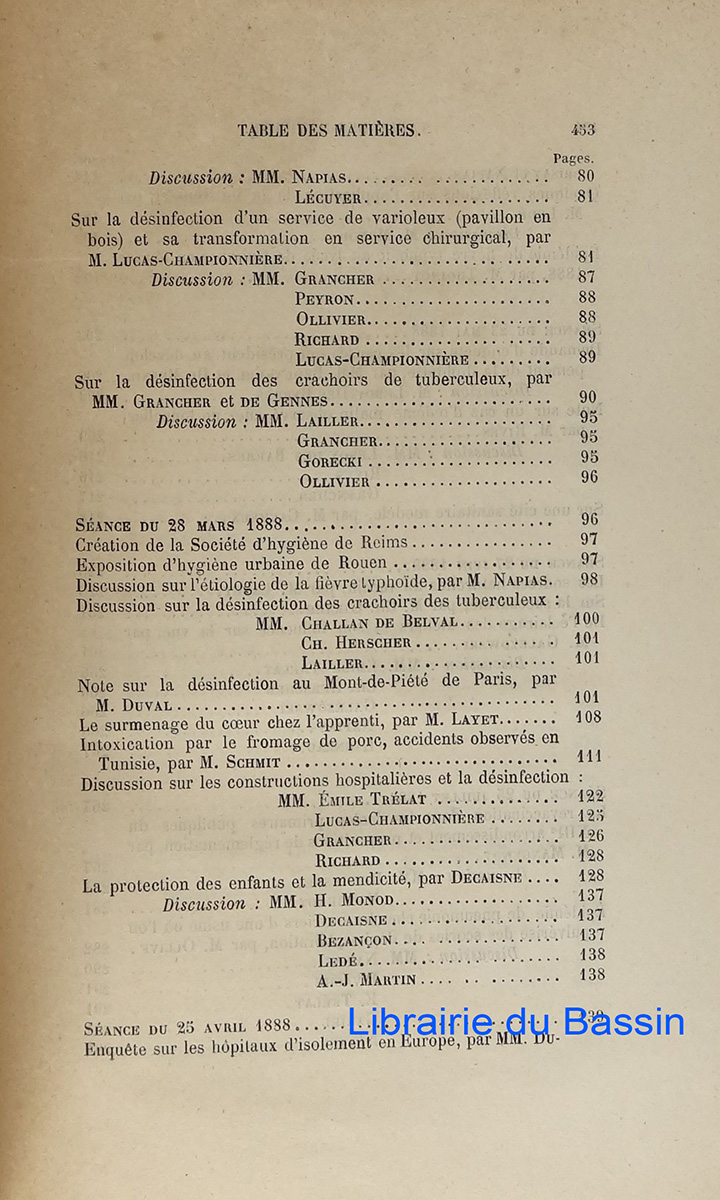 TABLE DES MATIÈRES. 453
Pages.
Discussion : MM. NAPIAS........................ 80
LÉCUYER...................... 81
Sur la désinfection d'un service de varioleux (pavillon en
bois) et sa transformation en service chirurgical, par
M. LUCAS-CHAMPIONNIÈRE.............................. 81
Discussion : MM. GRANCHER .................... 87
PEYRON....................... 88
OLLIVIER..................... 88
RICHARD ...................... 89
LUCAS-CHAMPIONNIÈRE ......... 89
Sur la désinfection des crachoirs de tuberculeux, par
MM. GRANCHER et DE GENNES......................... 90
Discussion : MM. LAILLER...................... 95
GRANCHER.................... 95
GORECKI ...................... 95
OLLIVIER ..................... 96
SÉANCE DU 28 MARS 1888............................... 96
Création de la Société d'hygiène de Reims................ 97
Exposition d'hygiène urbaine de Rouen .................. 97
Discussion sur l'étiologie de la fièvre typhoïde, par M. NAPIAS. 98
Discussion sur la désinfection des crachoirs des tuberculeux :
MM. CHALLAN DE BELVAL........... 100
CH. HERSCHER ................ 101
LAILLER....................... 101
Note sur la désinfection au Mont-de-Piété de Paris, par
M. DUVAL ........................................... 101
Le surmenage du cœur chez l'apprenti, par M. LAYET....... 108
Intoxication par le fromage de porc, accidents observés en
Tunisie, par M. SCHMIT ............................... 111
Discussion sur les constructions hospitalières et la désinfection :
MM. ÉMILE TRÉLAT .............. 122
LUCAS-CHAMPIONNIÈRE ........ 125
GRANCHER................... 126
RICHARD .................... 128
La protection des enfants et la mendicité, par DECAISNE .... 128
Discussion : MM. H. MONOD................... 137
DECAISNE ................... 137
BEZANÇON.................... 137
LEDÉ........................ 138
A.-J. MARTIN ................ 138
SÉANCE DU 25 AVRIL 1888...... 139
Librairie du Bassin
Enquête sur les hôpitaux d'isolement en Europe, par MM. DU-